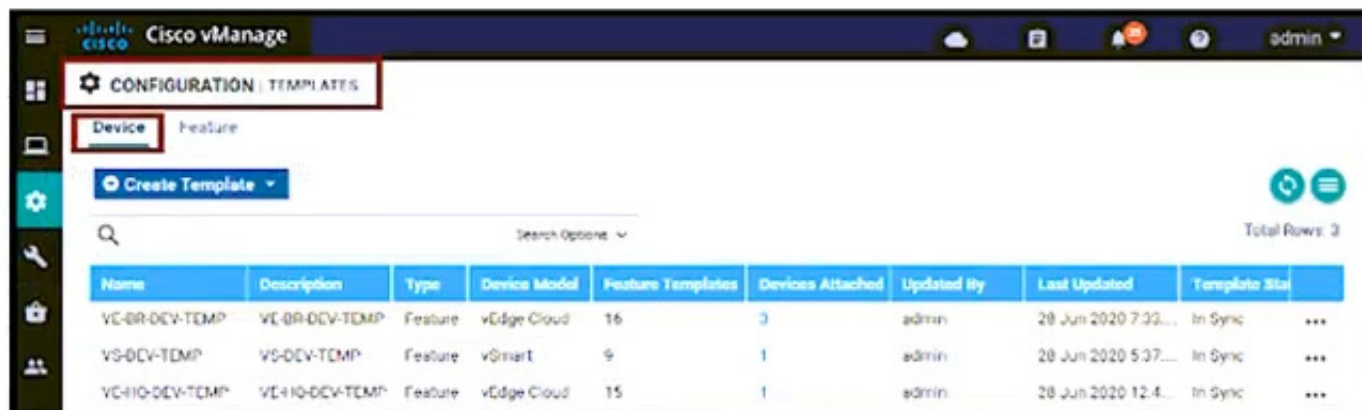 cisco Cisco vManage admin
CONFIGURATION | TEMPLATES
Device Feature
Create Template
Search Options
Total Rows: 3
Name Description Type Device Model Feature Templates Devices Attached Updated By Last Updated Template Stat
VE-BR-DEV-TEMP VE-BR-DEV-TEMP Feature vEdge Cloud 16 3 admin 28 Jun 2020 7:33... In Sync ...
VS-DEV-TEMP VS-DEV-TEMP Feature vSmart 9 1 admin 28 Jun 2020 5:37... In Sync ...
VE-HQ-DEV-TEMP VE-HQ-DEV-TEMP Feature vEdge Cloud 15 1 admin 28 Jun 2020 12:4... In Sync ...